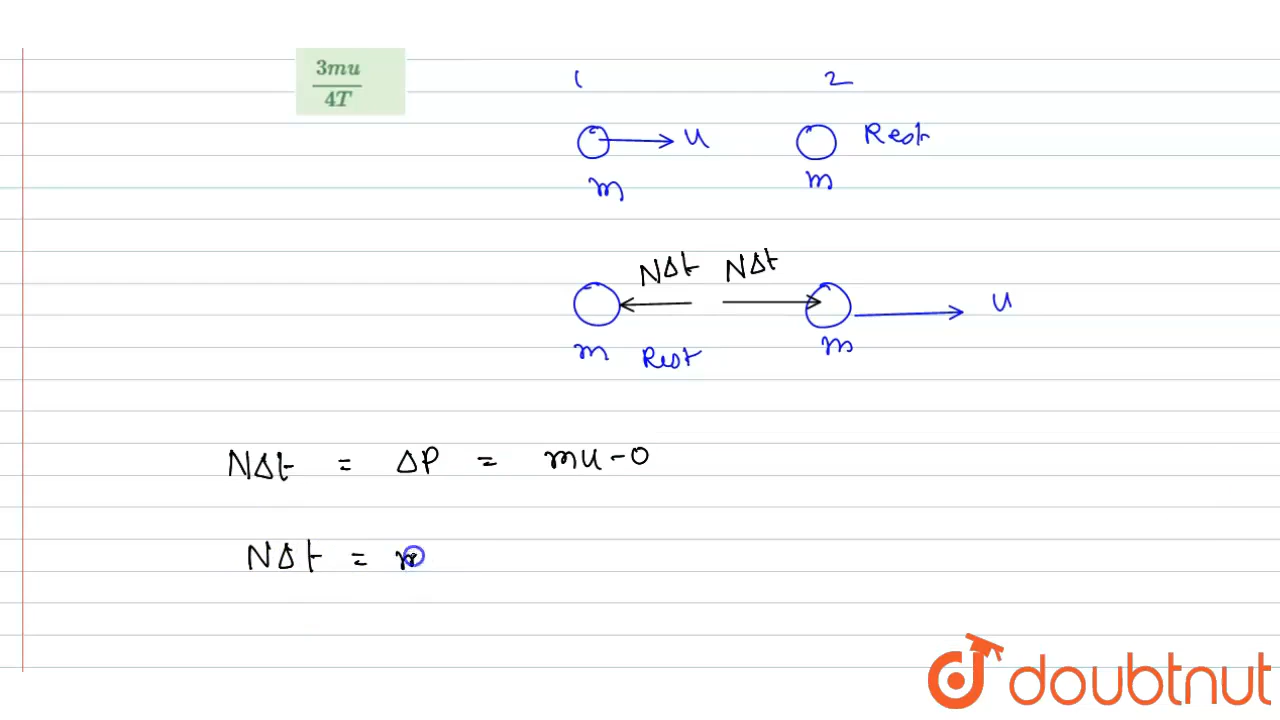 3mu
4T
1 2
u Rest
m m
NΔt NΔt
u
m Rest m
NΔt = ΔP = mu-0
NΔt = m
doubtnut